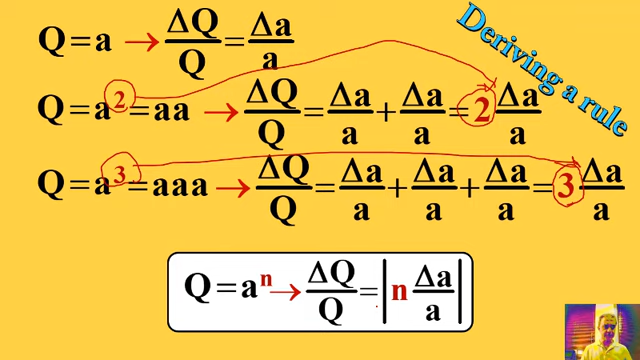 Deriving a rule
Q = a → ΔQ/Q = Δa/a
Q = a² = aa → ΔQ/Q = Δa/a + Δa/a = 2 Δa/a
Q = a³ = aaa → ΔQ/Q = Δa/a + Δa/a + Δa/a = 3 Δa/a
Q = aⁿ → ΔQ/Q = |n Δa/a|